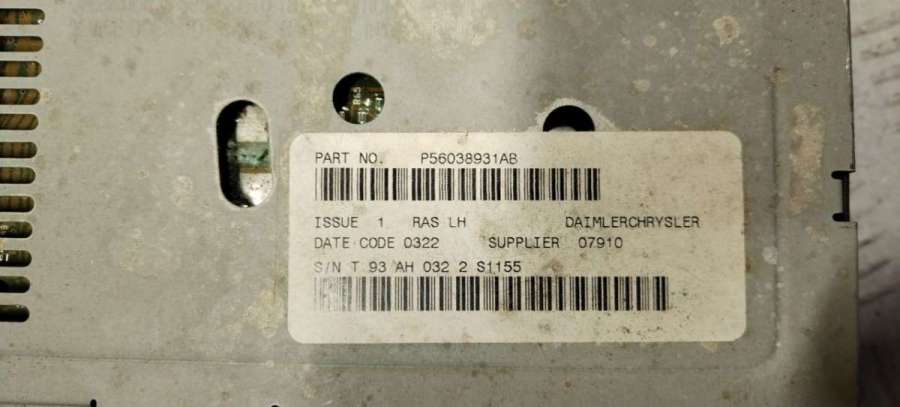 PART NO. P56038931AB
ISSUE 1 RAS LH DAIMLERCHRYSLER
DATE CODE 0322 SUPPLIER 07910
S/N T 93 AH 032 2 S1155